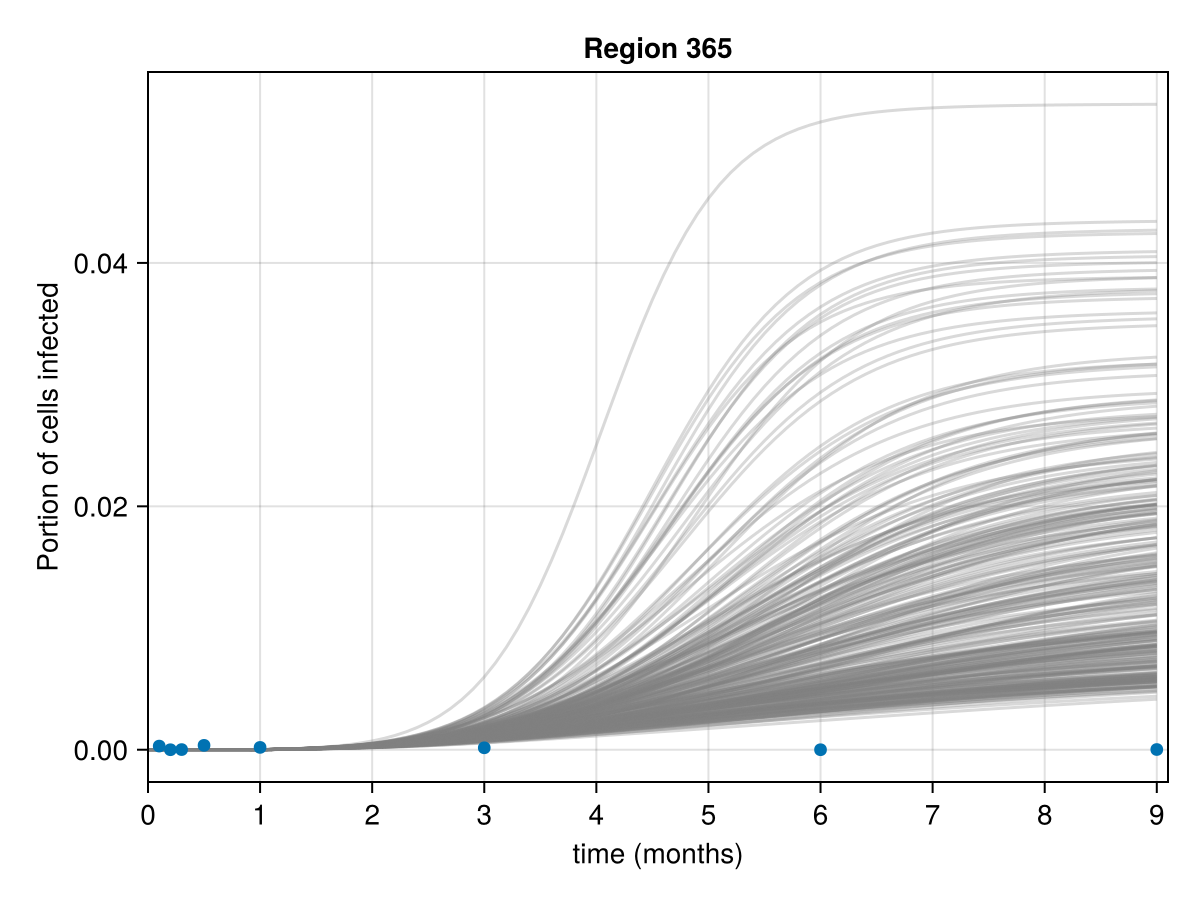 Region 365
Portion of cells infected
0.04
0.02
0.00
0 1 2 3 4 5 6 7 8 9
time (months)